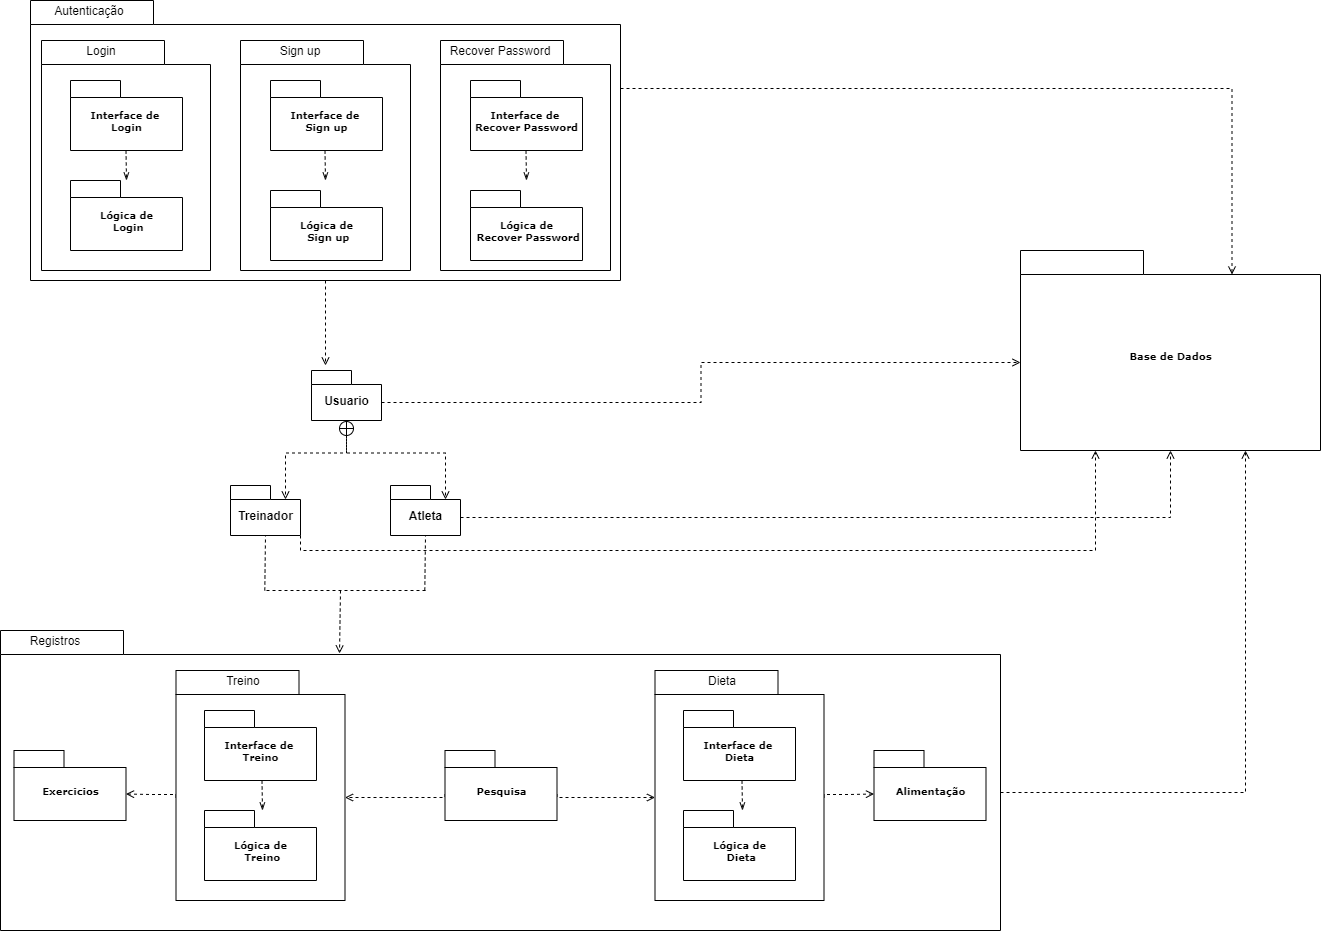 Autenticação
Login
Sign up
Recover Password
Interface de
Login
Interface de
Sign up
Interface de
Recover Password
Lógica de
Login
Lógica de
Sign up
Lógica de
Recover Password
Base de Dados
Usuario
Treinador
Atleta
Registros
Treino
Dieta
Interface de
Treino
Interface de
Dieta
Exercicios
Pesquisa
Alimentação
Lógica de
Treino
Lógica de
Dieta